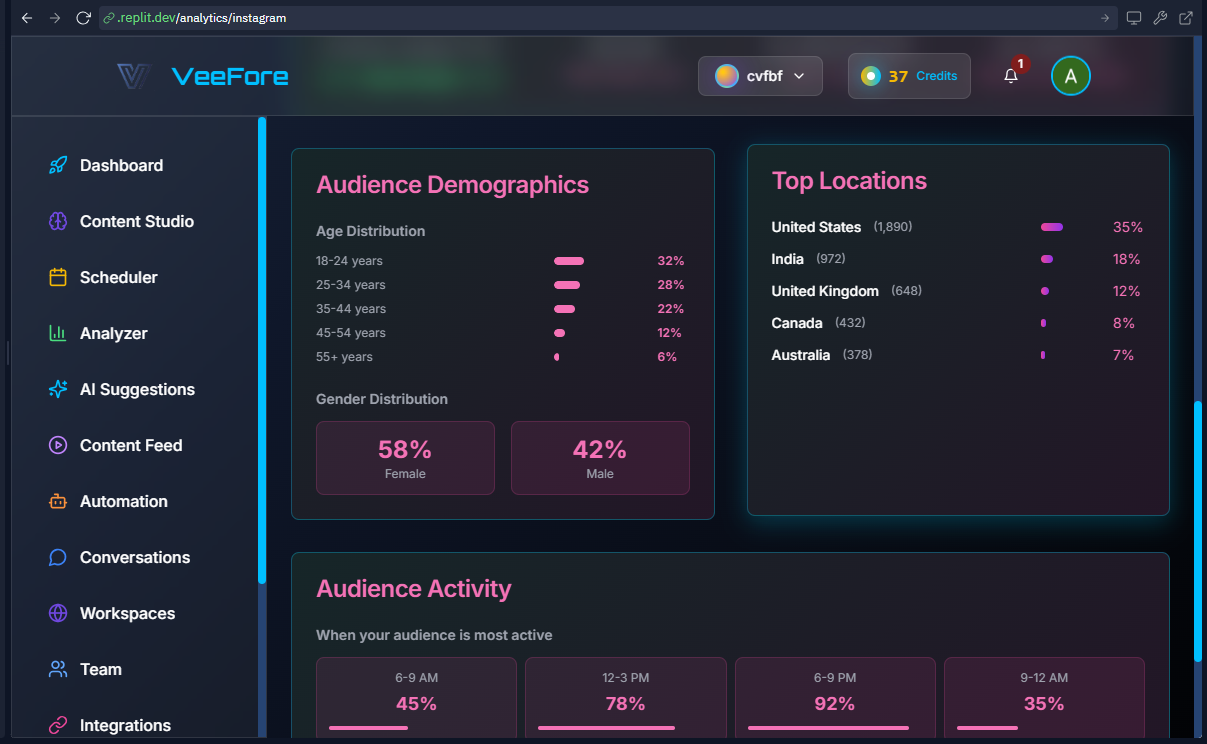 .replit.dev/analytics/instagram
VeeFore
cvfbf
37 Credits
1
A
Dashboard
Content Studio
Scheduler
Analyzer
AI Suggestions
Content Feed
Automation
Conversations
Workspaces
Team
Integrations
Audience Demographics
Age Distribution
18-24 years 32%
25-34 years 28%
35-44 years 22%
45-54 years 12%
55+ years 6%
Gender Distribution
58%
Female
42%
Male
Top Locations
United States (1,890) 35%
India (972) 18%
United Kingdom (648) 12%
Canada (432) 8%
Australia (378) 7%
Audience Activity
When your audience is most active
6-9 AM
45%
12-3 PM
78%
6-9 PM
92%
9-12 AM
35%